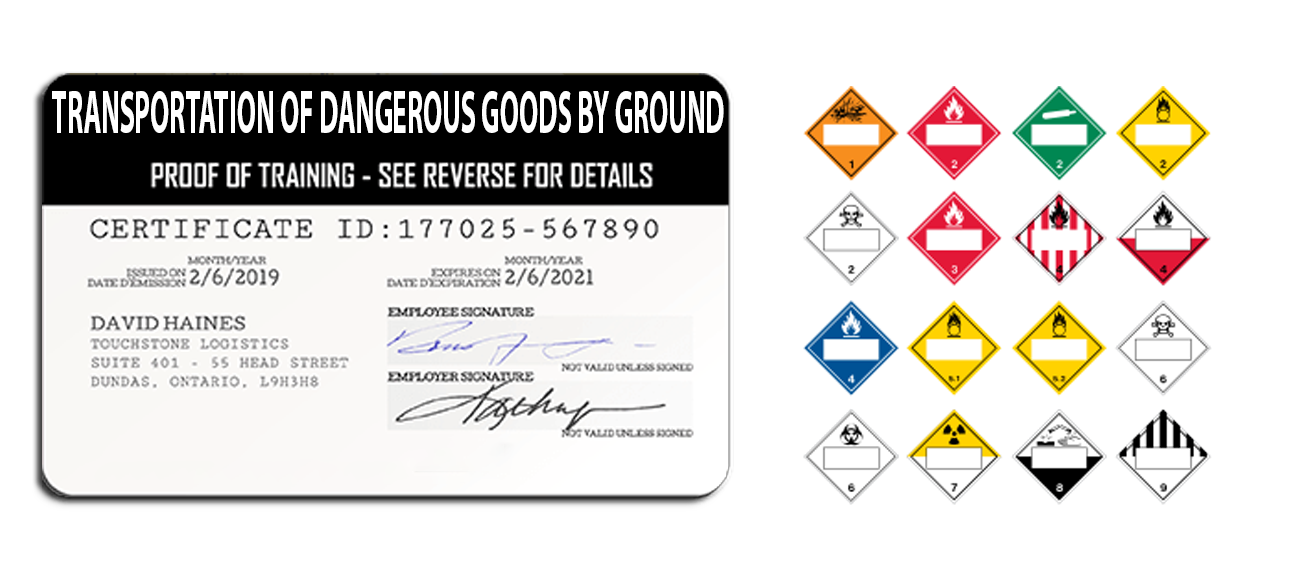 TRANSPORTATION OF DANGEROUS GOODS BY GROUND
PROOF OF TRAINING - SEE REVERSE FOR DETAILS
CERTIFICATE ID:177025-567890
MONTH/YEAR
ISSUED ON
DATE D'EMISSION 2/6/2019
MONTH/YEAR
EXPIRES ON
DATE D'EXPIRATION 2/6/2021
DAVID HAINES
TOUCHSTONE LOGISTICS
SUITE 401 - 55 HEAD STREET
DUNDAS, ONTARIO, L9H3H8
EMPLOYEE SIGNATURE
NOT VALID UNLESS SIGNED
EMPLOYER SIGNATURE
NOT VALID UNLESS SIGNED
1 2 2 2
2 3 4 4
4 5.1 5.2 6
6 7 8 9